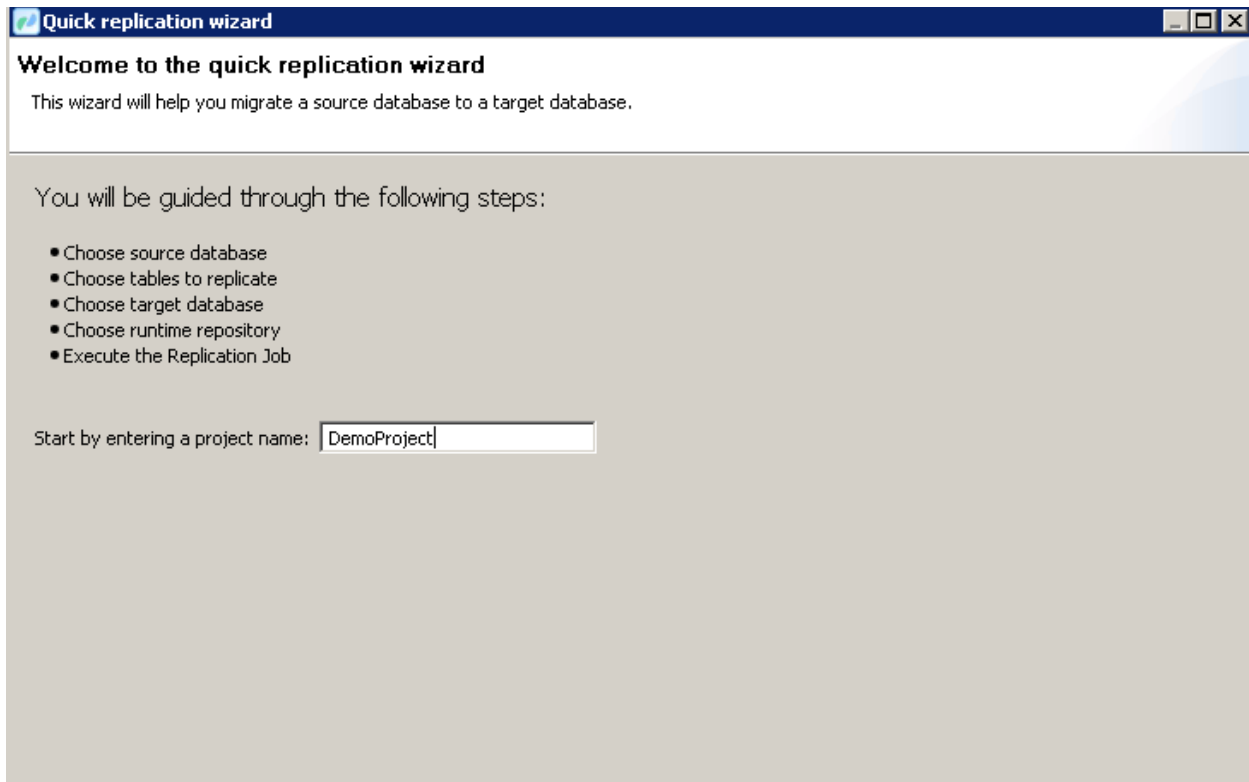 Quick replication wizard
Welcome to the quick replication wizard
This wizard will help you migrate a source database to a target database.
You will be guided through the following steps:
• Choose source database
• Choose tables to replicate
• Choose target database
• Choose runtime repository
• Execute the Replication Job
Start by entering a project name: DemoProject